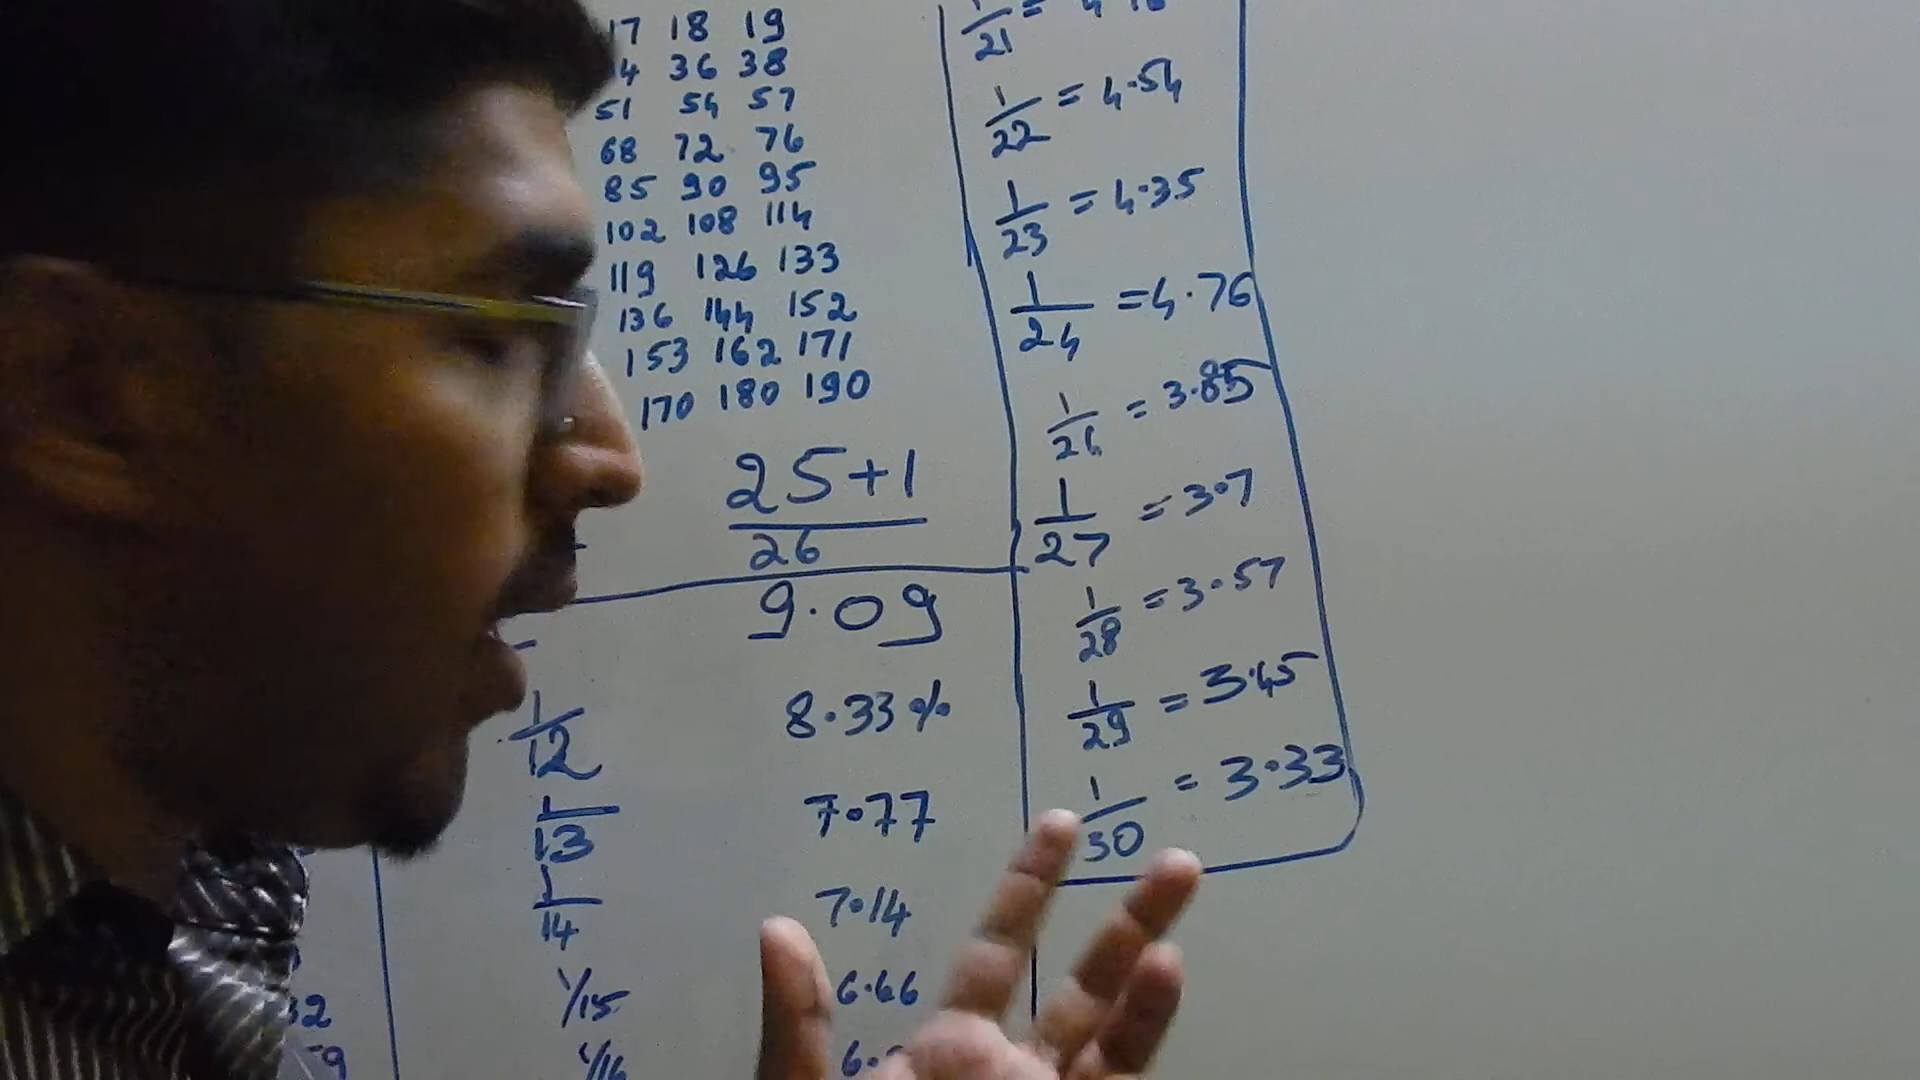 17 18 19
36 38
51 54 57
68 72 76
85 90 95
102 108 114
119 126 133
136 144 152
153 162 171
170 180 190
25+1
26
9.09
1/12 8.33%
1/13 7.77
1/14 7.14
1/15 6.66
1/16
1/22 = 4.54
1/23 = 4.35
1/24 = 4.76
1/26 = 3.85
1/27 = 3.7
1/28 = 3.57
1/29 = 3.45
1/30 = 3.33